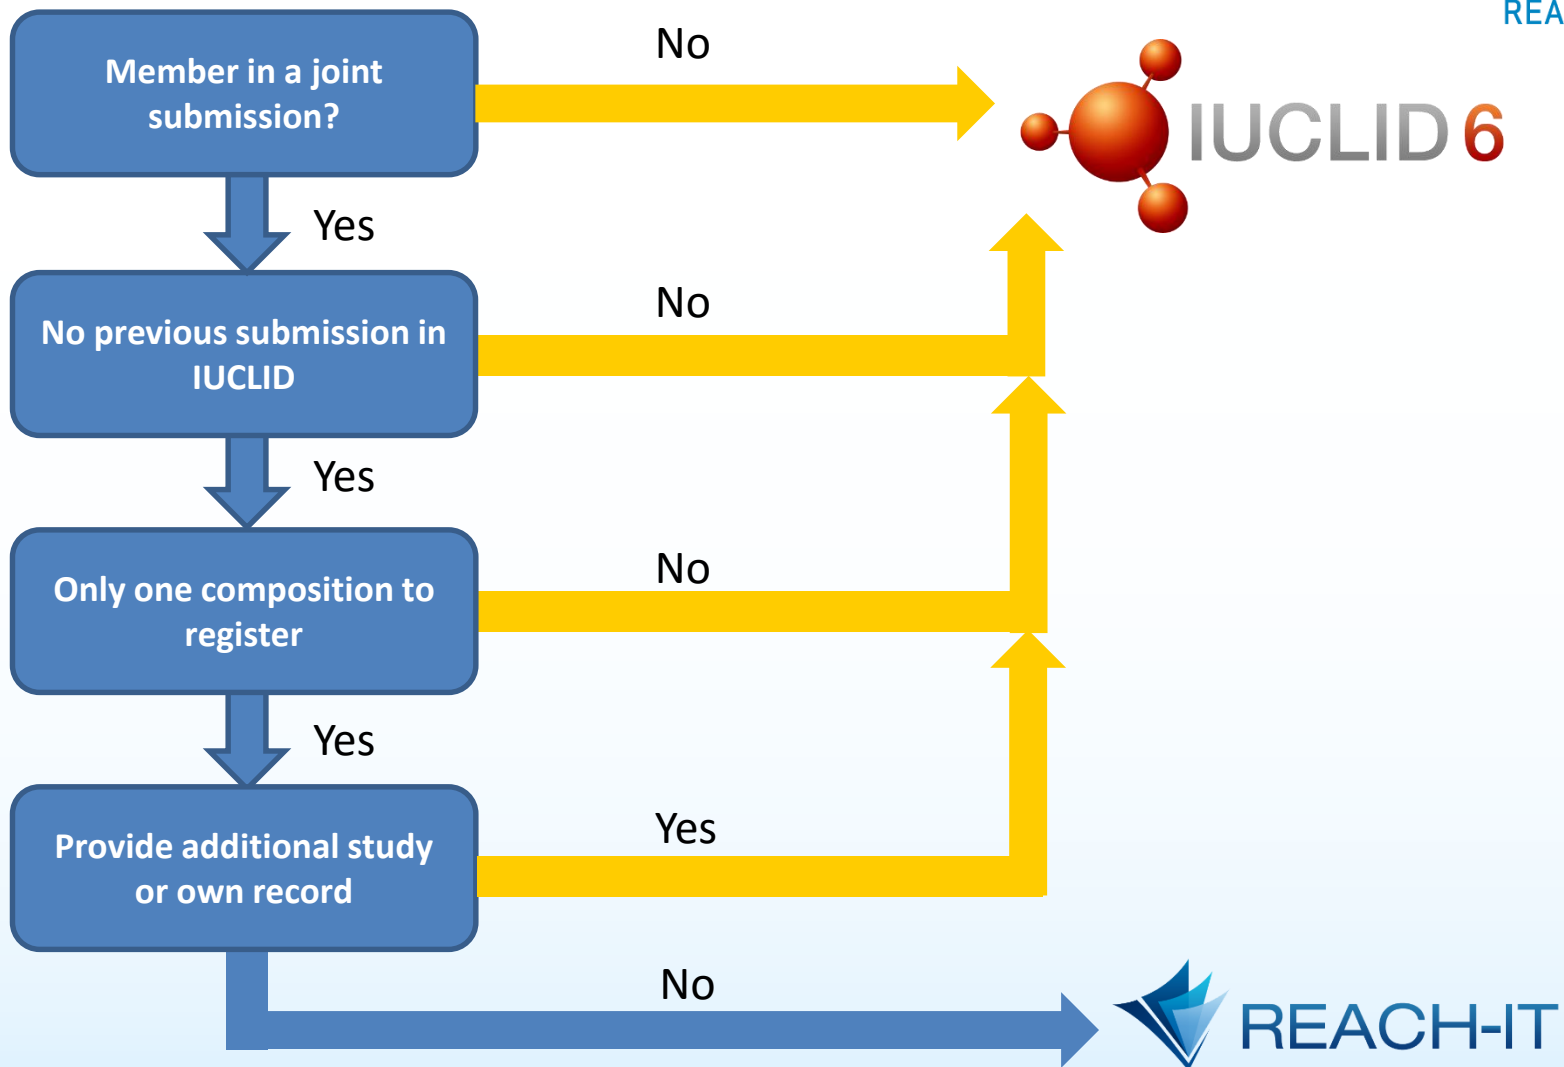 REA
Member in a joint
submission?
No
IUCLID 6
Yes
No previous submission in
IUCLID
No
Yes
Only one composition to
register
No
Yes
Provide additional study
or own record
Yes
No
REACH-IT